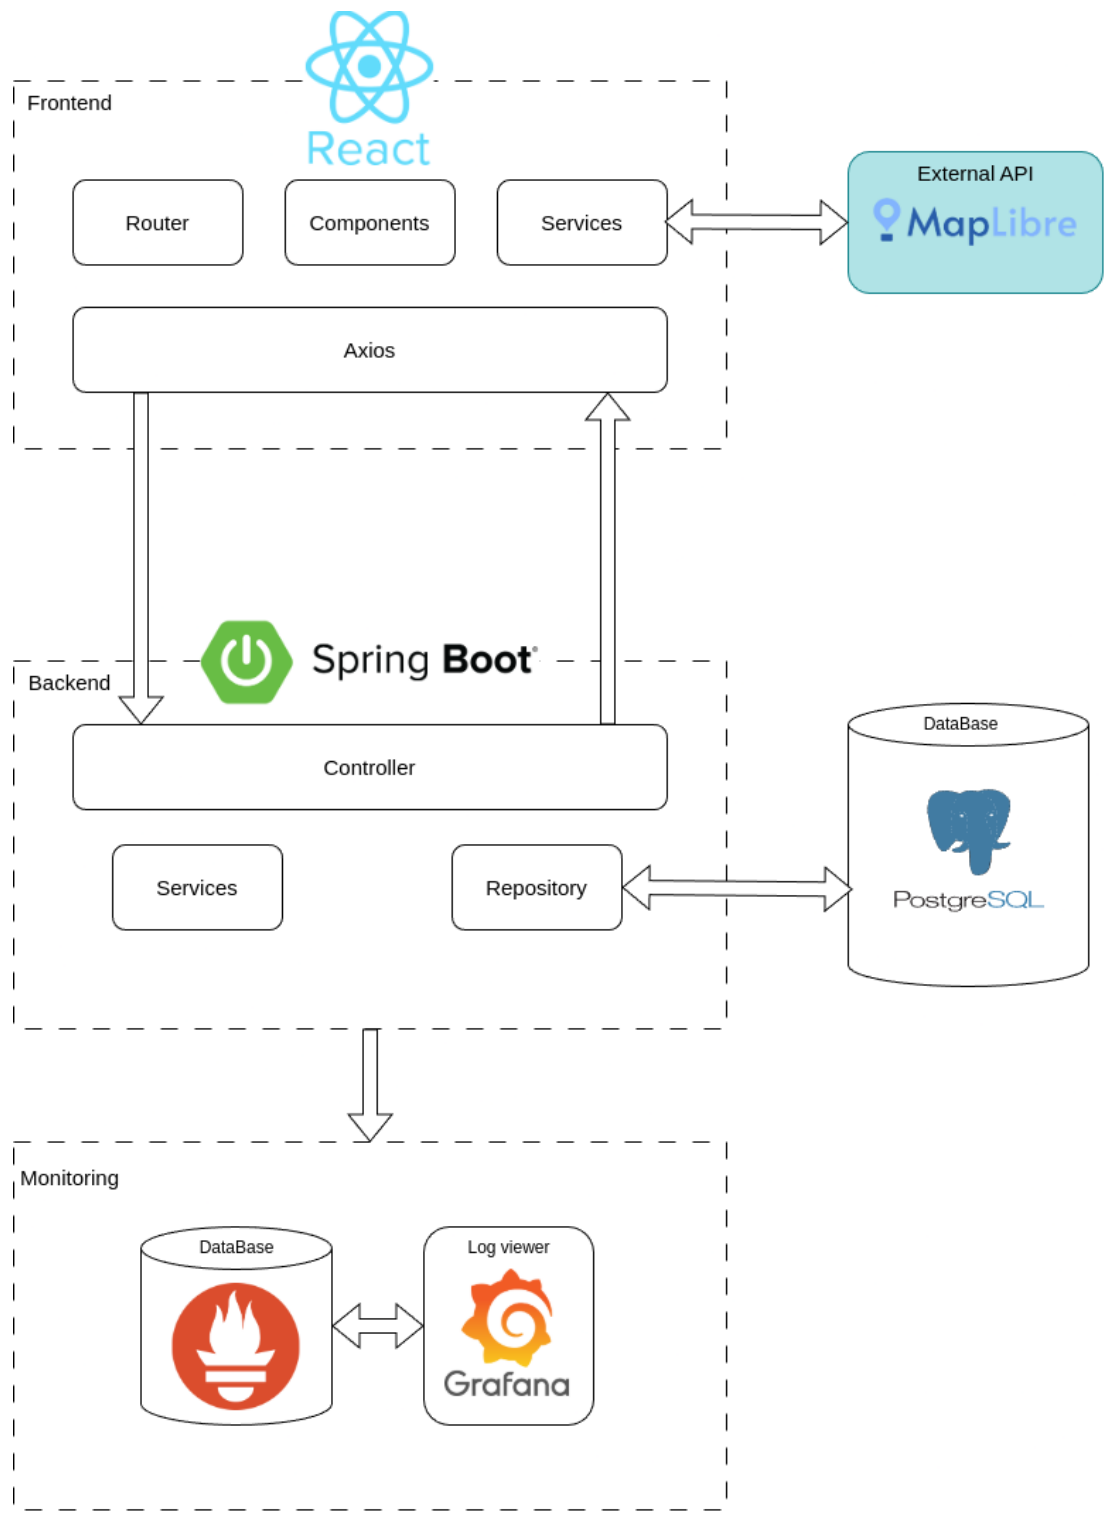 Frontend
React
Router
Components
Services
External API
MapLibre
Axios
Spring Boot
Backend
Controller
Services
Repository
DataBase
PostgreSQL
Monitoring
DataBase
Log viewer
Grafana